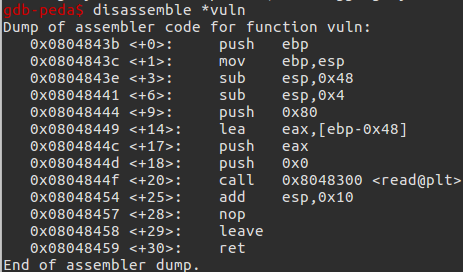 gdb-peda$ disassemble *vuln
Dump of assembler code for function vuln:
   0x0804843b <+0>:     push   ebp
   0x0804843c <+1>:     mov    ebp,esp
   0x0804843e <+3>:     sub    esp,0x48
   0x08048441 <+6>:     sub    esp,0x4
   0x08048444 <+9>:     push   0x80
   0x08048449 <+14>:    lea    eax,[ebp-0x48]
   0x0804844c <+17>:    push   eax
   0x0804844d <+18>:    push   0x0
   0x0804844f <+20>:    call   0x8048300 <read@plt>
   0x08048454 <+25>:    add    esp,0x10
   0x08048457 <+28>:    nop
   0x08048458 <+29>:    leave
   0x08048459 <+30>:    ret
End of assembler dump.